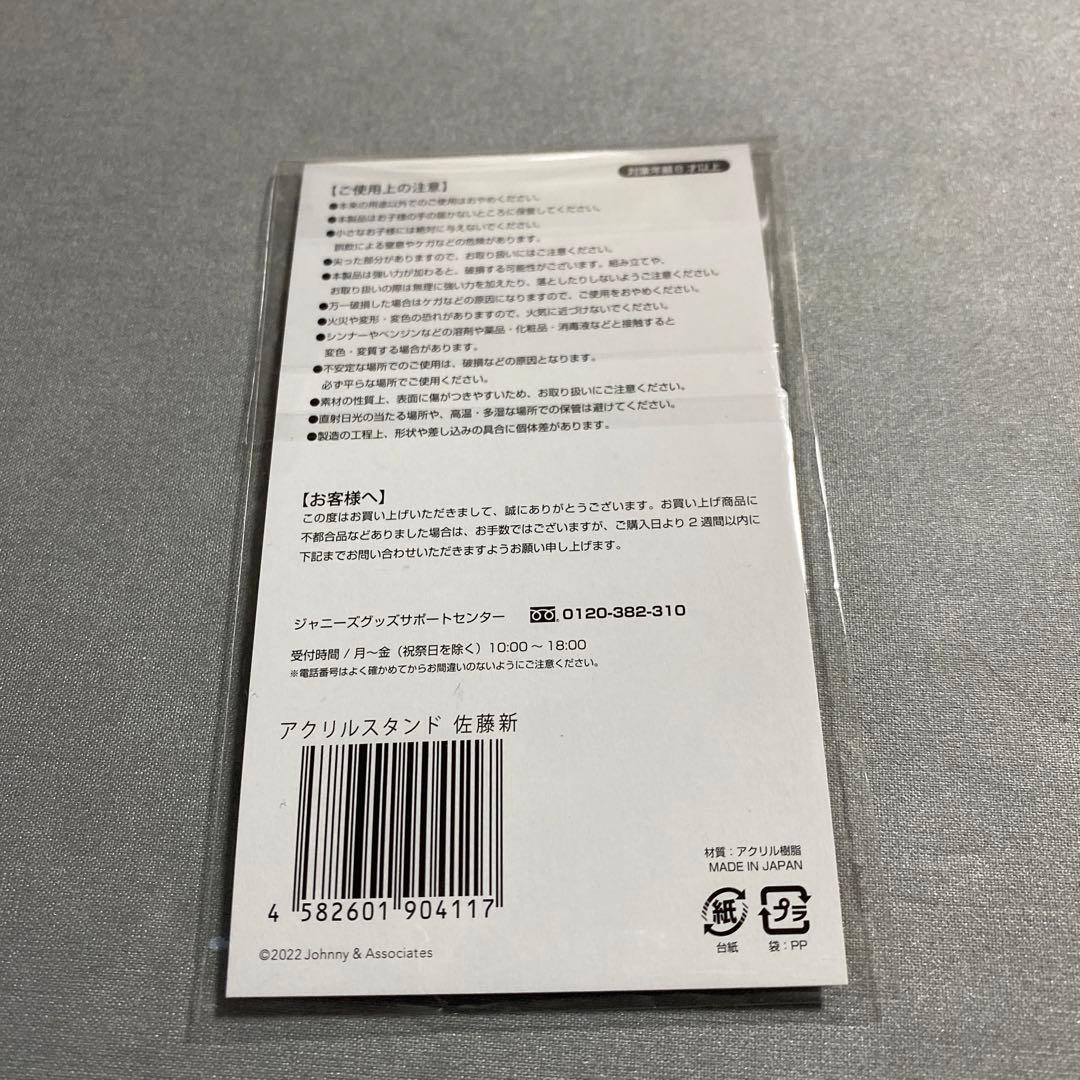 対象年齢6才以上
【ご使用上の注意】
●本来の用途以外でのご使用はおやめください。
●本製品はお子様の手の届かないところに保管してください。
●小さなお子様には絶対に与えないでください。
誤飲による窒息やケガなどの危険があります。
●尖った部分がありますので、お取り扱いにはご注意ください。
●本製品は強い力が加わると、破損する可能性がございます。組み立てや、
お取り扱いの際は無理に強い力を加えたり、落としたりしないようご注意ください。
●万一破損した場合はケガなどの原因になりますので、ご使用をおやめください。
●火災や変形・変色の恐れがありますので、火気に近づけないでください。
●シンナーやベンジンなどの溶剤や薬品・化粧品・消毒液などと接触すると
変色・変質する場合があります。
●不安定な場所でのご使用は、破損などの原因となります。
必ず平らな場所でご使用ください。
●素材の性質上、表面に傷がつきやすいため、お取り扱いにご注意ください。
●直射日光の当たる場所や、高温・多湿な場所での保管は避けてください。
●製造の工程上、形状や差し込みの具合に個体差があります。
【お客様へ】
この度はお買い上げいただきまして、誠にありがとうございます。お買い上げ商品に
不都合品などありました場合は、お手数ではございますが、ご購入日より2週間以内に
下記までお問い合わせいただきますようお願い申し上げます。
ジャニーズグッズサポートセンター 0120-382-310
受付時間 / 月～金（祝祭日を除く）10:00～18:00
※電話番号はよく確かめてからお間違いのないようにご注意ください。
アクリルスタンド 佐藤新
4 582601 904117
©2022 Johnny & Associates
材質：アクリル樹脂
MADE IN JAPAN
紙 プラ
台紙 袋：PP